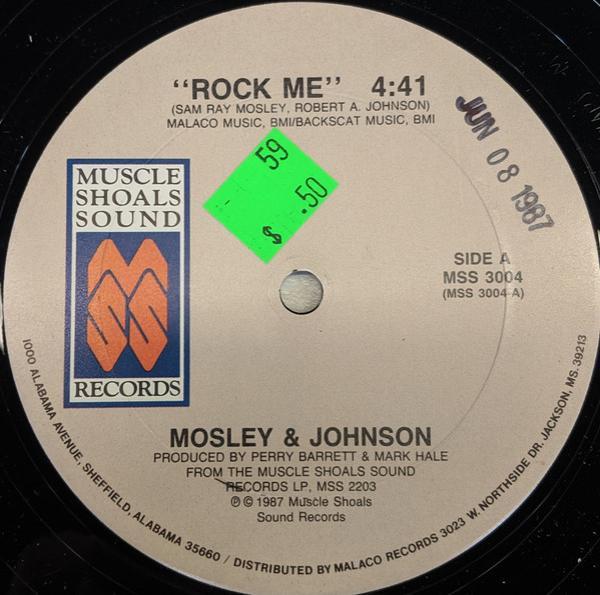 "ROCK ME" 4:41
(SAM RAY MOSLEY, ROBERT A. JOHNSON)
MALACO MUSIC, BMI/BACKSCAT MUSIC, BMI
JUN 08 1987
59
$ .50
MUSCLE
SHOALS
SOUND
MSS
RECORDS
SIDE A
MSS 3004
(MSS 3004-A)
MOSLEY & JOHNSON
PRODUCED BY PERRY BARRETT & MARK HALE
FROM THE MUSCLE SHOALS SOUND
RECORDS LP, MSS 2203
℗ © 1987 Muscle Shoals
Sound Records
1000 ALABAMA AVENUE, SHEFFIELD, ALABAMA 35660 / DISTRIBUTED BY MALACO RECORDS 3023 W. NORTHSIDE DR. JACKSON, MS. 39213